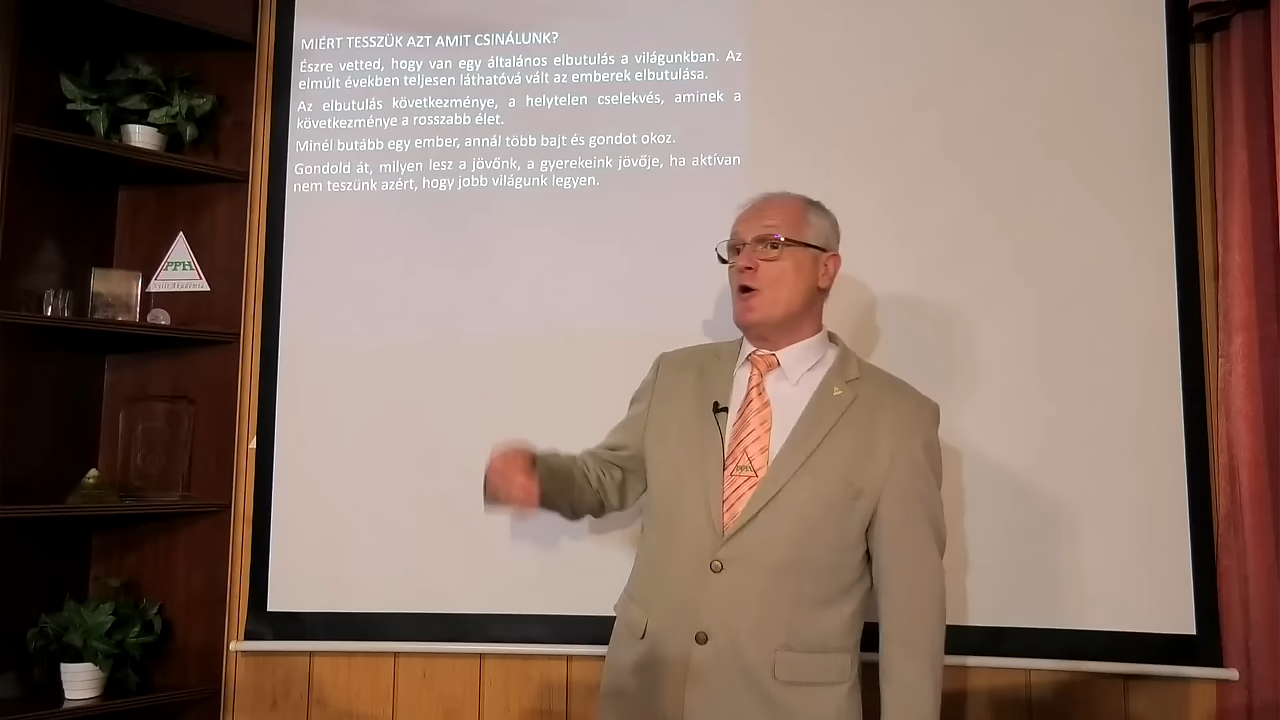 MIÉRT TESSZÜK AZT AMIT CSINÁLUNK?
Észre vetted, hogy van egy általános elbutulás a világunkban. Az
elmúlt években teljesen láthatóvá vált az emberek elbutulása.
Az elbutulás következménye, a helytelen cselekvés, aminek a
következménye a rosszabb élet.
Minél butább egy ember, annál több bajt és gondot okoz.
Gondold át, milyen lesz a jövőnk, a gyerekeink jövője, ha aktívan
nem teszünk azért, hogy jobb világunk legyen.
PPH
Nyílt Akadémia
PPH